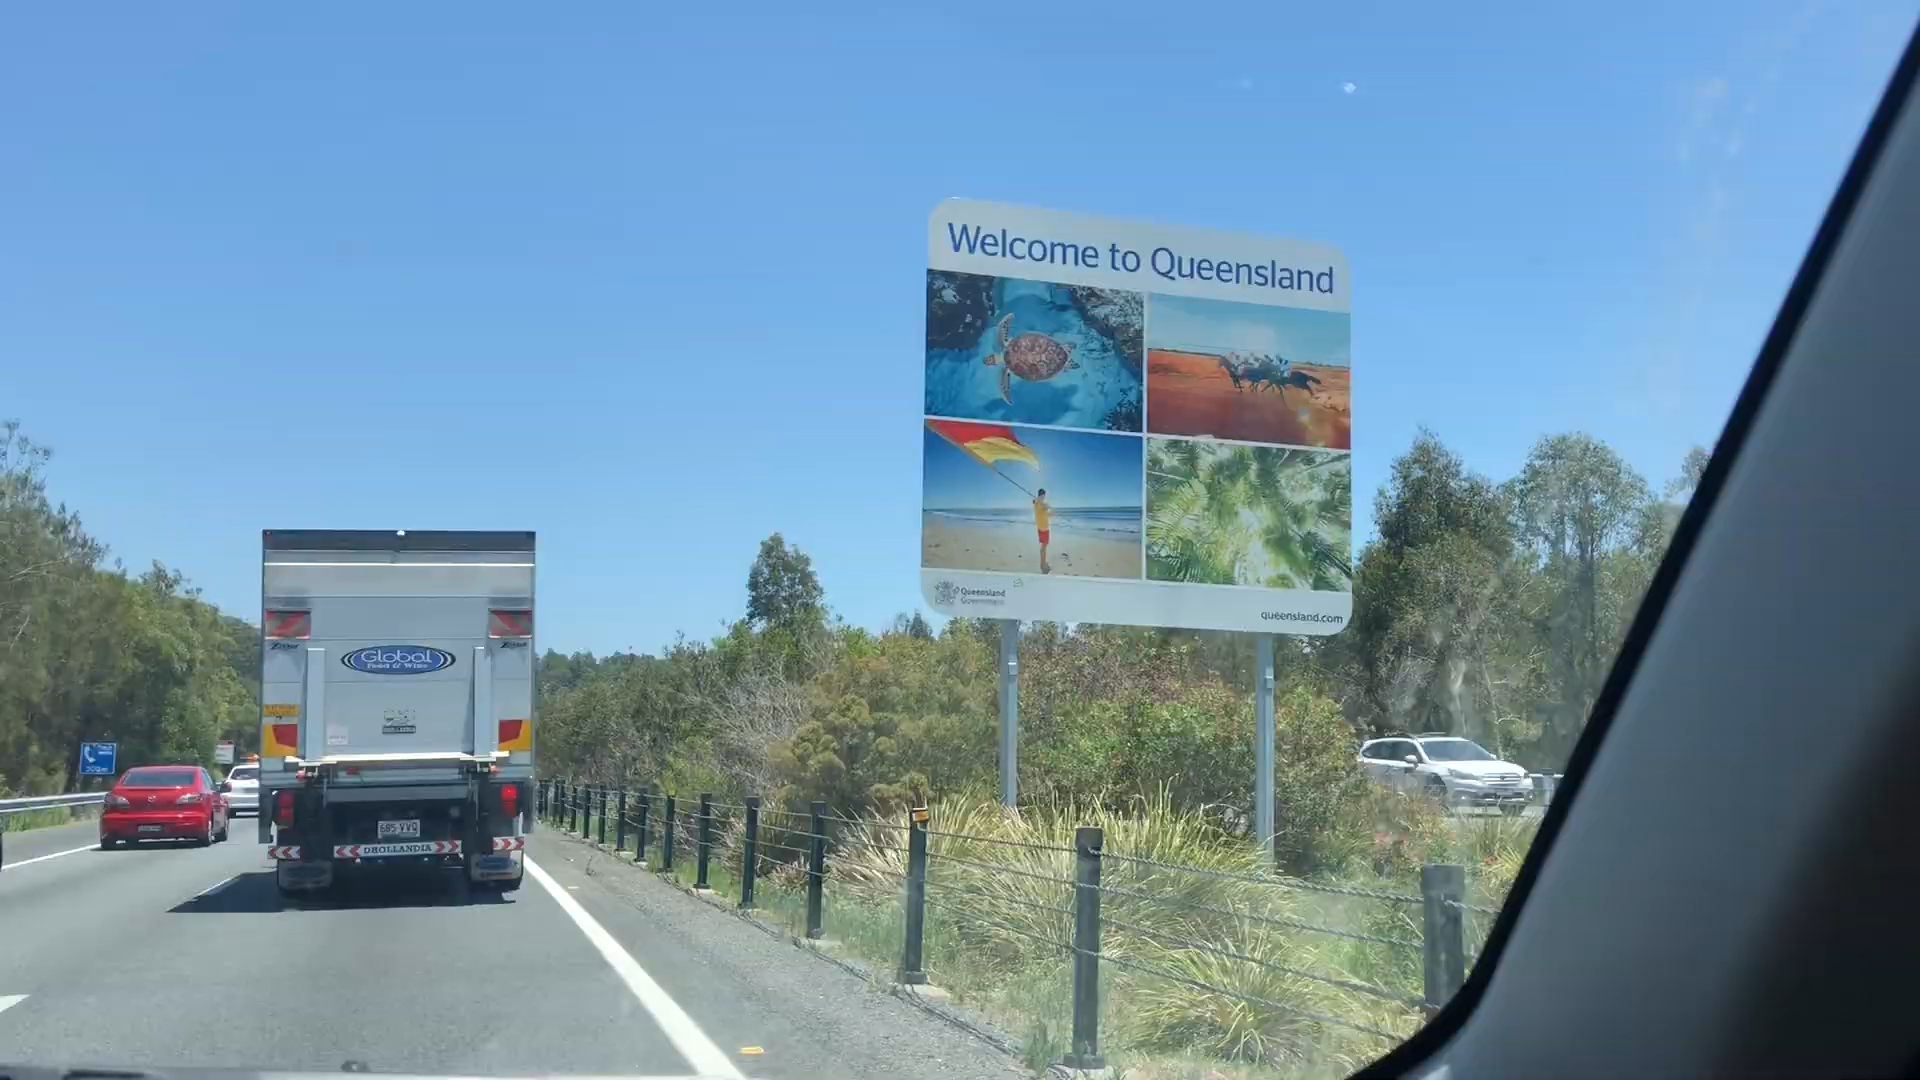 Welcome to Queensland
Queensland
Government
queensland.com
Global
Food & Wine
685 VVQ
DHOLLANDIA